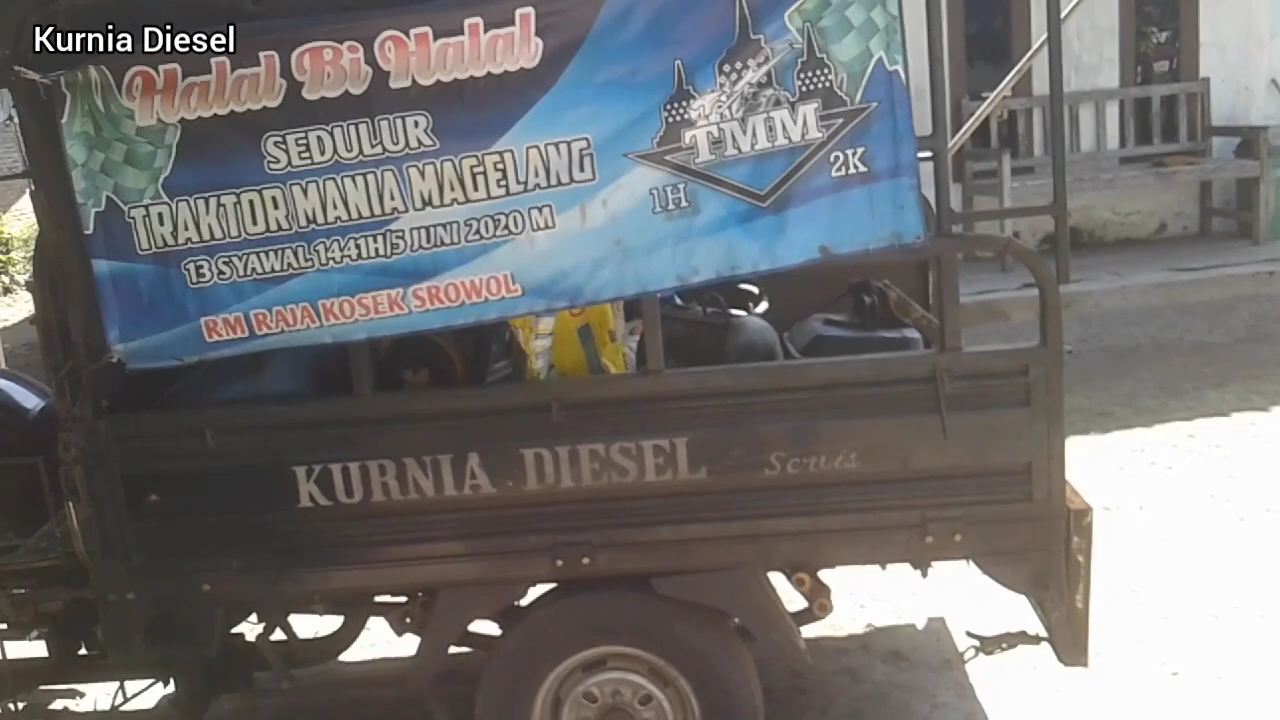 Kurnia Diesel
Halal Bi Halal
SEDULUR
TRAKTOR MANIA MAGELANG
13 SYAWAL 1441H/5 JUNI 2020 M
RM RAJA KOSEK SROWOL
TMM
1H
2K
KURNIA DIESEL Servis